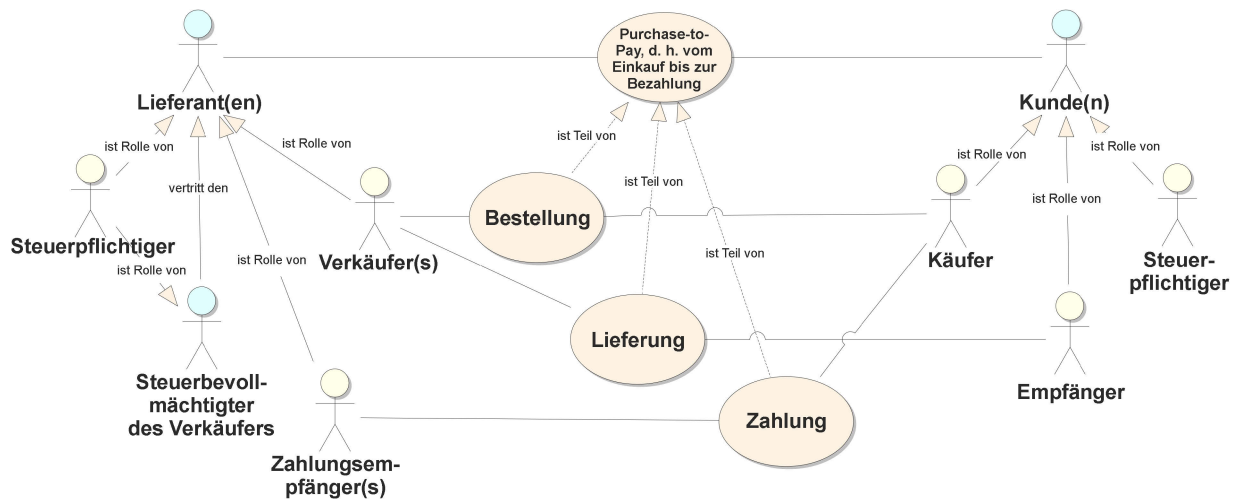 Purchase-to-
Pay, d. h. vom
Einkauf bis zur
Bezahlung
Lieferant(en)
Kunde(n)
ist Rolle von
ist Rolle von
ist Teil von
ist Rolle von
ist Rolle von
vertritt den
ist Teil von
ist Rolle von
Bestellung
Steuerpflichtiger
Verkäufer(s)
Käufer
Steuer-
pflichtiger
ist Rolle von
ist Rolle von
ist Teil von
Lieferung
Steuerbevoll-
mächtigter
des Verkäufers
Empfänger
Zahlung
Zahlungsem-
pfänger(s)